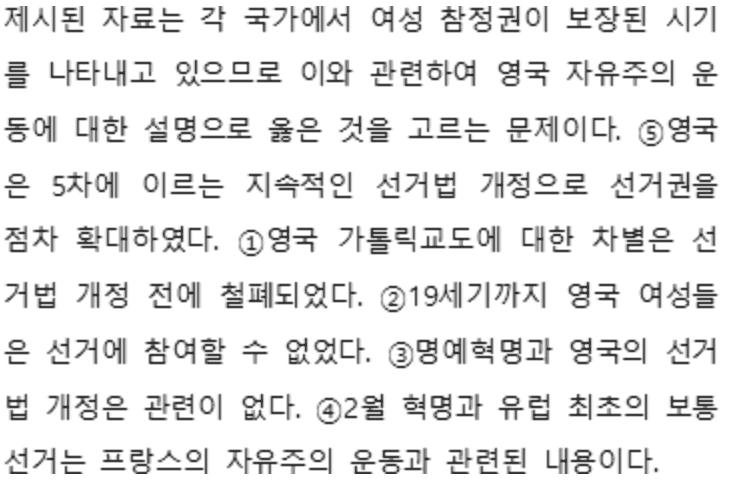 제시된 자료는 각 국가에서 여성 참정권이 보장된 시기
를 나타내고 있으므로 이와 관련하여 영국 자유주의 운
동에 대한 설명으로 옳은 것을 고르는 문제이다. ⑤영국
은 5차에 이르는 지속적인 선거법 개정으로 선거권을
점차 확대하였다. ①영국 가톨릭교도에 대한 차별은 선
거법 개정 전에 철폐되었다. ②19세기까지 영국 여성들
은 선거에 참여할 수 없었다. ③명예혁명과 영국의 선거
법 개정은 관련이 없다. ④2월 혁명과 유럽 최초의 보통
선거는 프랑스의 자유주의 운동과 관련된 내용이다.